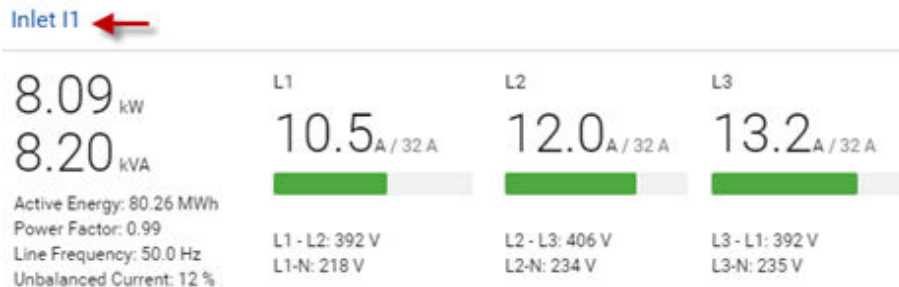 Inlet I1
8.09 kW
8.20 kVA
Active Energy: 80.26 MWh
Power Factor: 0.99
Line Frequency: 50.0 Hz
Unbalanced Current: 12 %
L1
10.5 A / 32 A
L1 - L2: 392 V
L1-N: 218 V
L2
12.0 A / 32 A
L2 - L3: 406 V
L2-N: 234 V
L3
13.2 A / 32 A
L3 - L1: 392 V
L3-N: 235 V